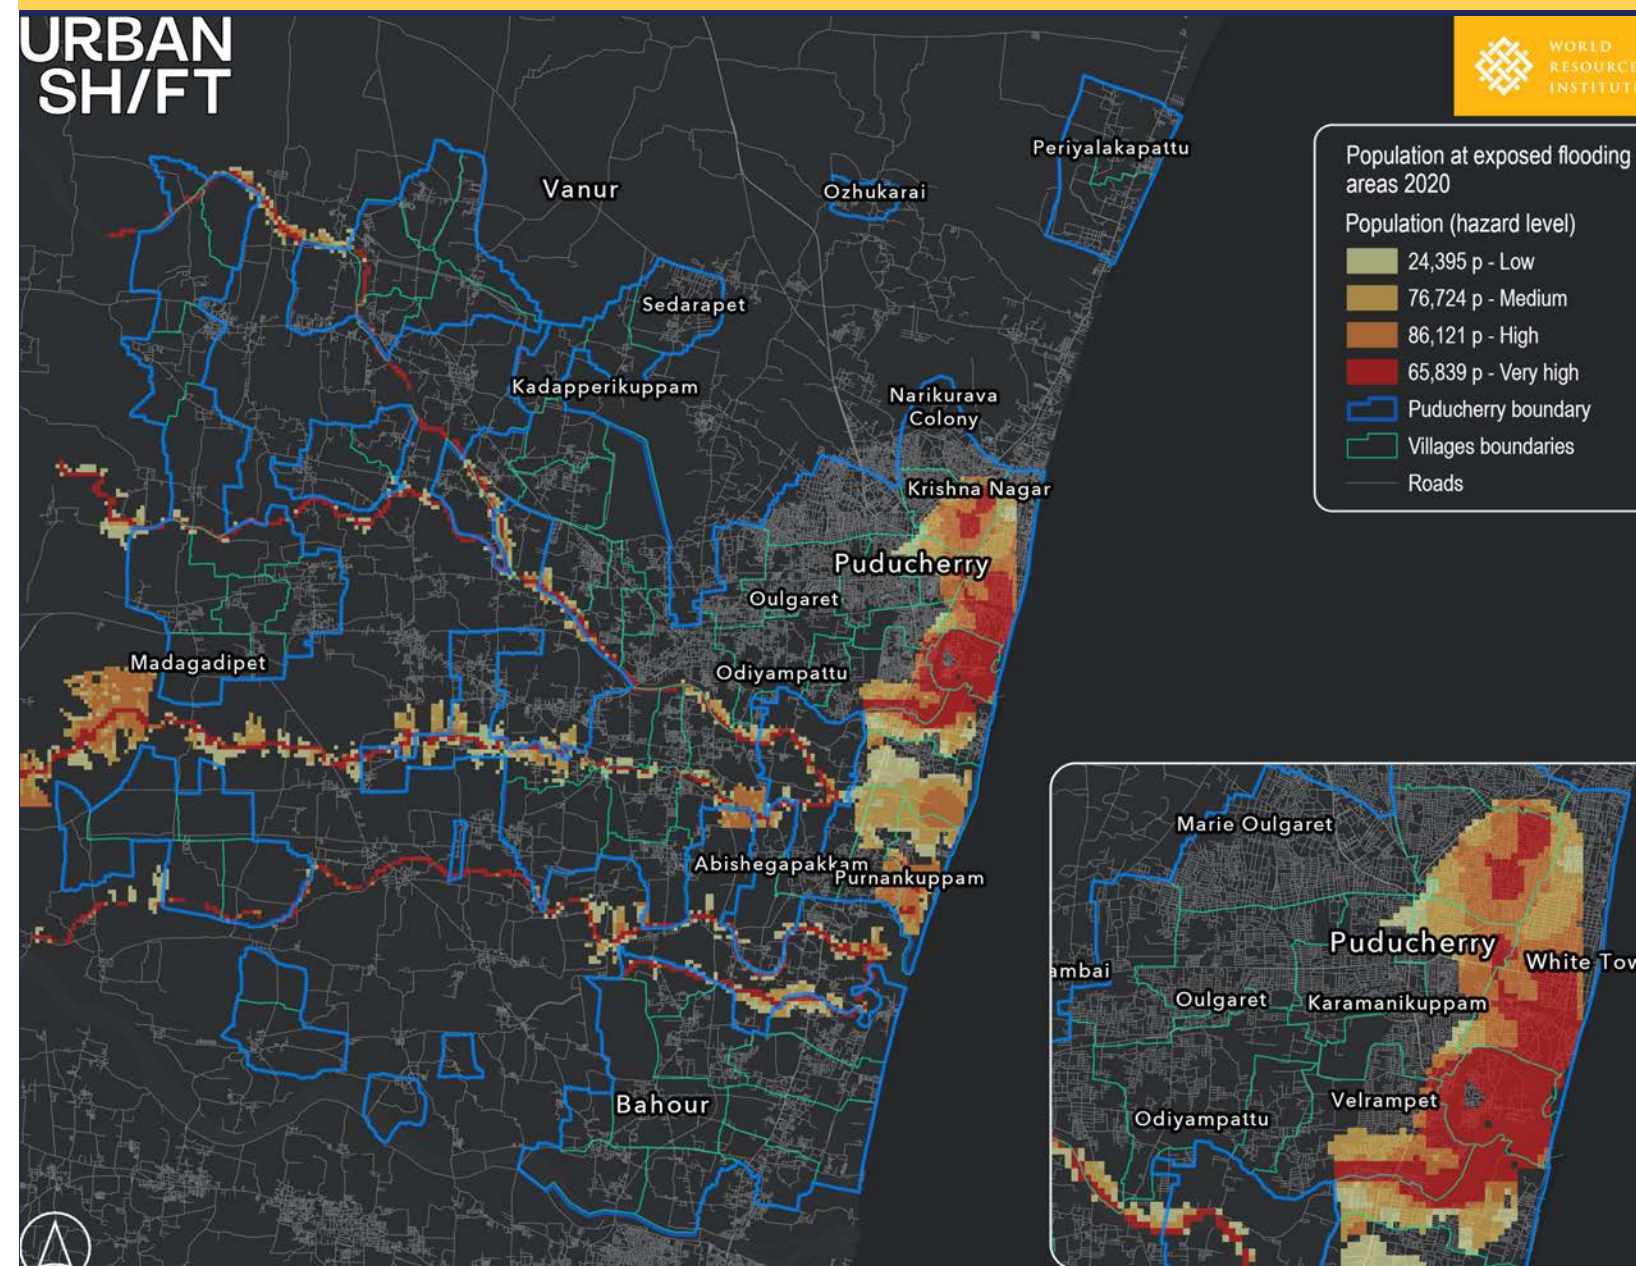 URBAN
SH/FT
WORLD
RESOURCE
INSTITUT
Population at exposed flooding
areas 2020
Population (hazard level)
24,395 p - Low
76,724 p - Medium
86,121 p - High
65,839 p - Very high
Puducherry boundary
Villages boundaries
Roads
Periyalakapattu
Vanur
Ozhukarai
Sedarapet
Kadapperikuppam
Narikurava
Colony
Krishna Nagar
Puducherry
Oulgaret
Madagadipet
Odiyampattu
Abishegapakkam
Purnankuppam
Bahour
Marie Oulgaret
Puducherry
White Tow
ambai
Oulgaret
Karamanikuppam
Velrampet
Odiyampattu